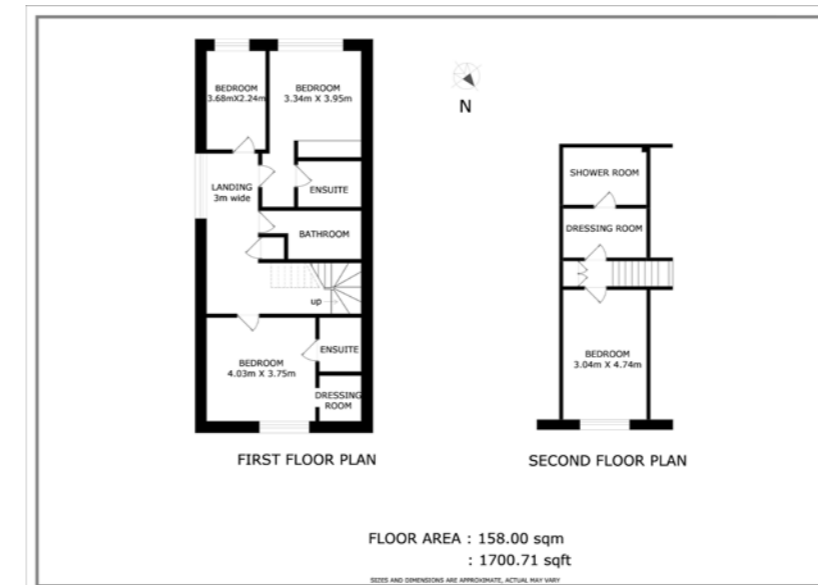 BEDROOM
3.68mX2.24m
BEDROOM
3.34m X 3.95m
LANDING
3m wide
ENSUITE
BATHROOM
up
BEDROOM
4.03m X 3.75m
ENSUITE
DRESSING
ROOM
FIRST FLOOR PLAN
N
SHOWER ROOM
DRESSING ROOM
BEDROOM
3.04m X 4.74m
SECOND FLOOR PLAN
FLOOR AREA : 158.00 sqm
: 1700.71 sqft
SIZES AND DIMENSIONS ARE APPROXIMATE, ACTUAL MAY VARY